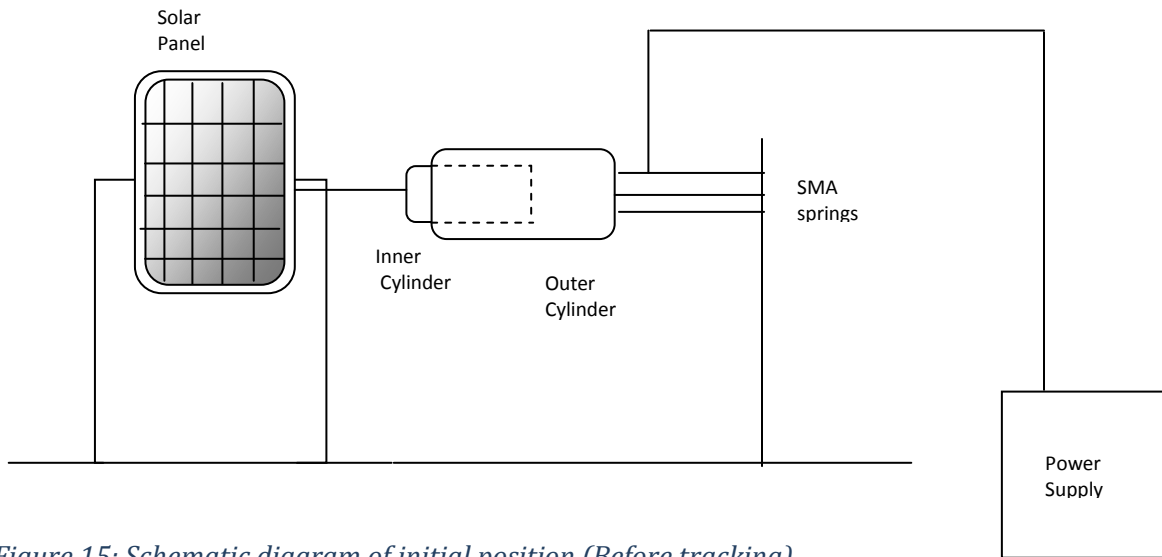 Solar
Panel
SMA
springs
Inner
Cylinder
Outer
Cylinder
Power
Supply
Figure 15: Schematic diagram of initial position (Before tracking)